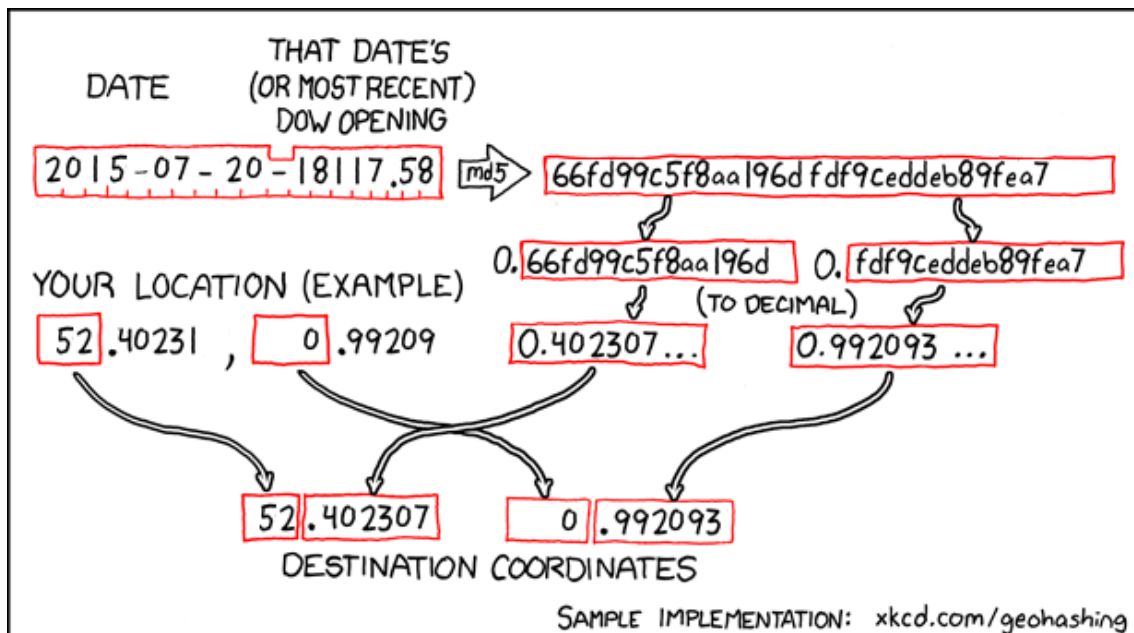 DATE
THAT DATE'S
(OR MOST RECENT)
DOW OPENING
2015-07-20-18117.58
md5
66fd99c5f8aa196dfdf9ceddeb89fea7
0.66fd99c5f8aa196d
0.fdf9ceddeb89fea7
YOUR LOCATION (EXAMPLE)
(TO DECIMAL)
52.40231, 0.99209
0.402307...
0.992093...
52.402307 0.992093
DESTINATION COORDINATES
SAMPLE IMPLEMENTATION: xkcd.com/geohashing